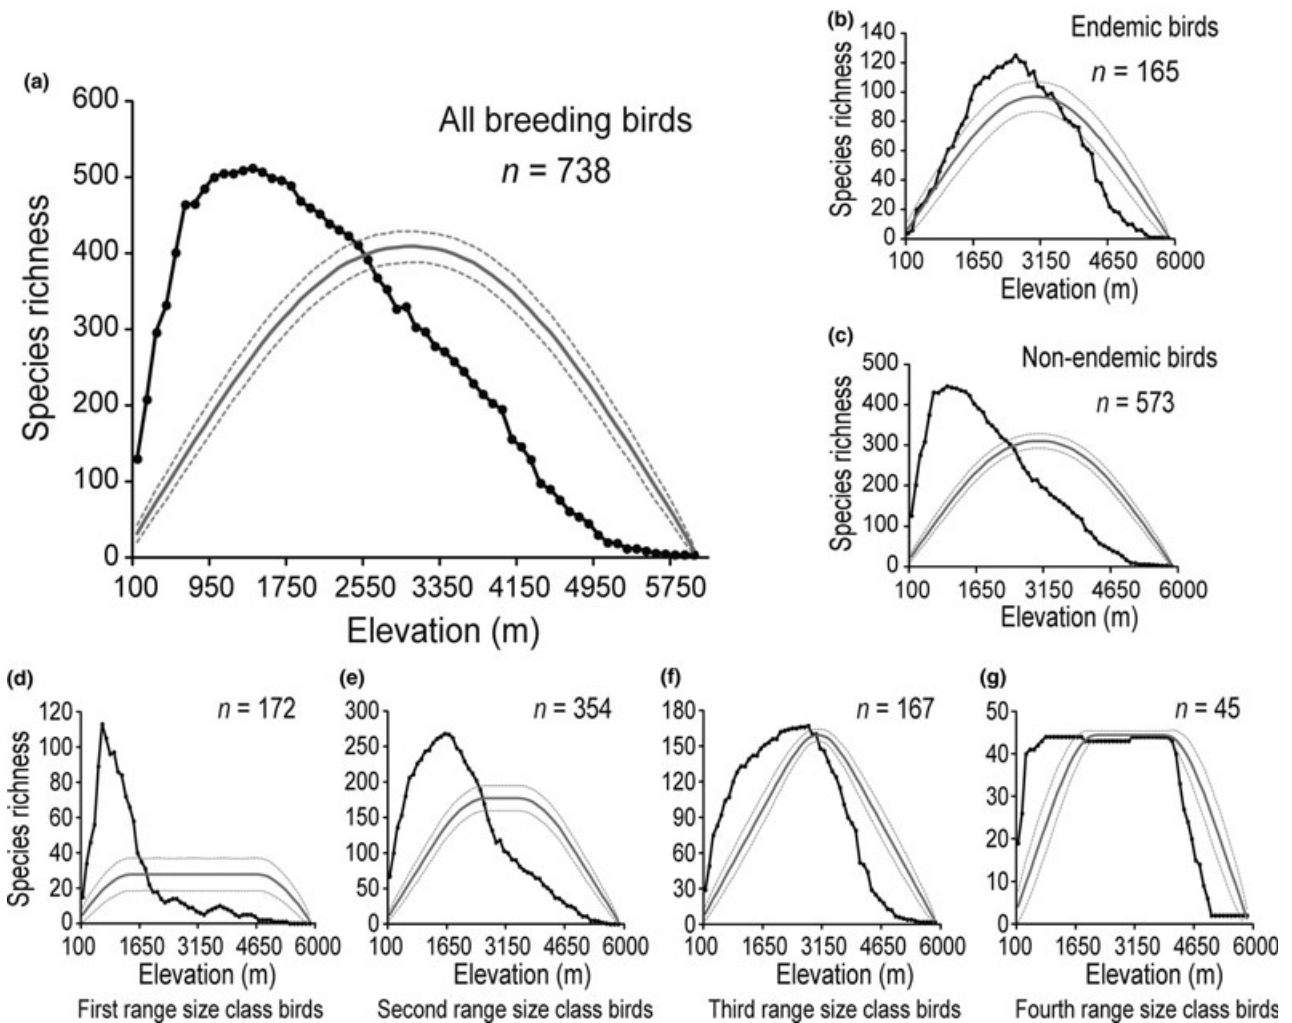 (a)
600
500
400
300
200
100
0
Species richness
All breeding birds
n = 738
100 950 1750 2550 3350 4150 4950 5750
Elevation (m)
(b)
140
120
100
80
60
40
20
0
Species richness
Endemic birds
n = 165
100 1650 3150 4650 6000
Elevation (m)
(c)
500
400
300
200
100
0
Species richness
Non-endemic birds
n = 573
100 1650 3150 4650 6000
Elevation (m)
(d)
120
100
80
60
40
20
0
Species richness
n = 172
100 1650 3150 4650 6000
Elevation (m)
First range size class birds
(e)
300
250
200
150
100
50
0
n = 354
100 1650 3150 4650 6000
Elevation (m)
Second range size class birds
(f)
180
150
120
90
60
30
0
n = 167
100 1650 3150 4650 6000
Elevation (m)
Third range size class birds
(g)
50
40
30
20
10
0
n = 45
100 1650 3150 4650 6000
Elevation (m)
Fourth range size class birds